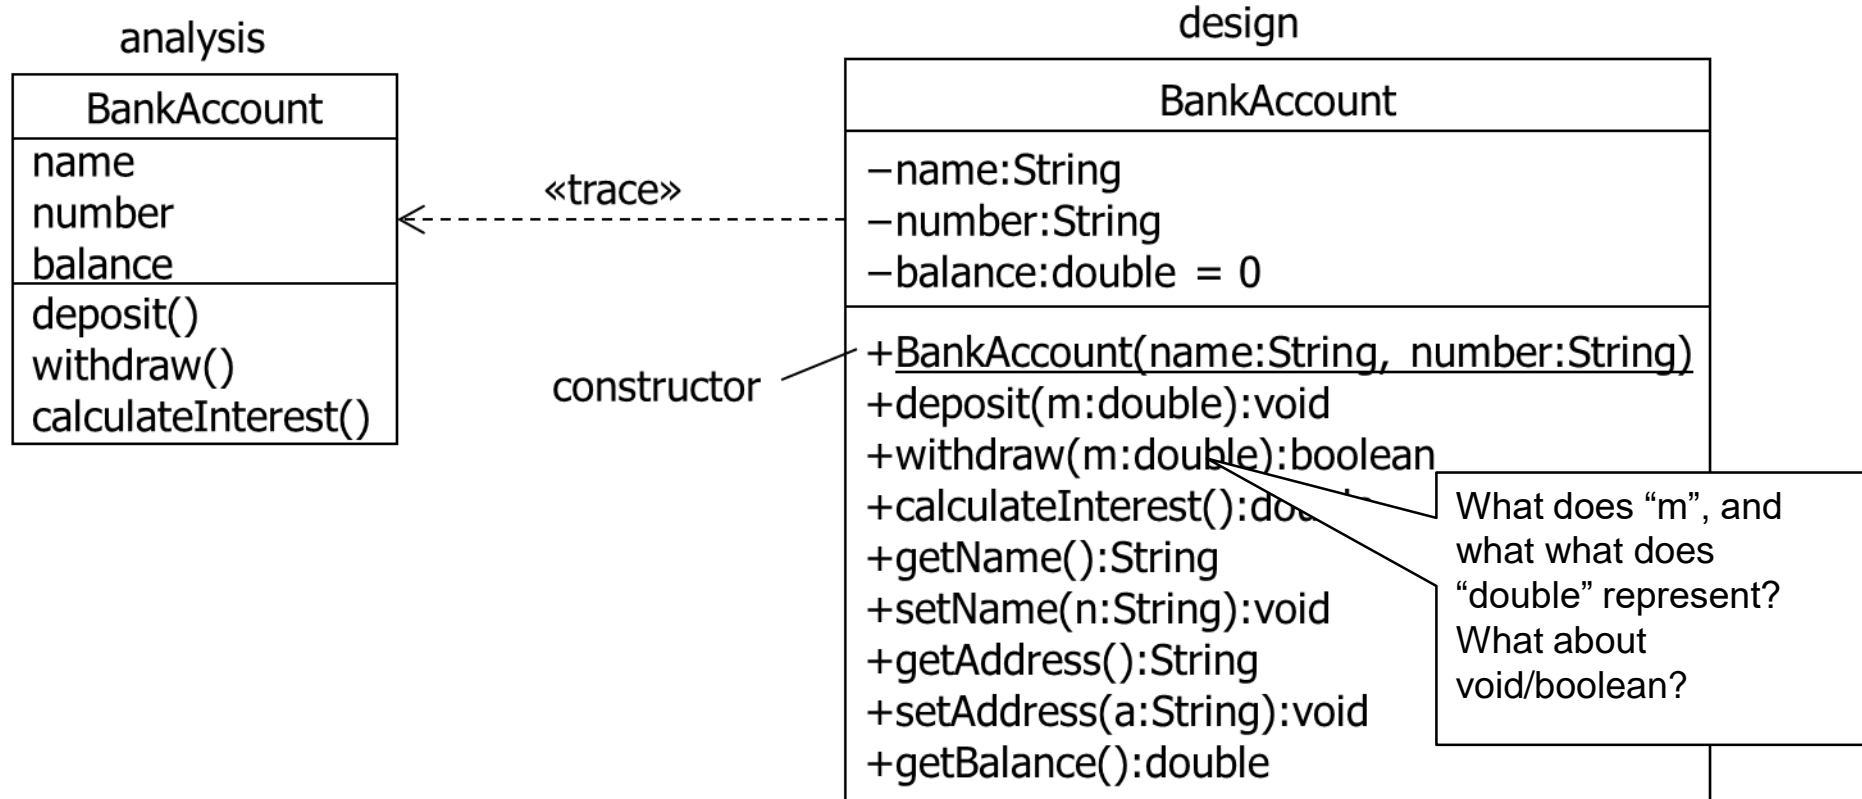 analysis
BankAccount
name
number
balance
deposit()
withdraw()
calculateInterest()
«trace»
constructor
design
BankAccount
−name:String
−number:String
−balance:double = 0
+BankAccount(name:String, number:String)
+deposit(m:double):void
+withdraw(m:double):boolean
+calculateInterest():double
+getName():String
+setName(n:String):void
+getAddress():String
+setAddress(a:String):void
+getBalance():double
What does “m”, and
what what does
“double” represent?
What about
void/boolean?